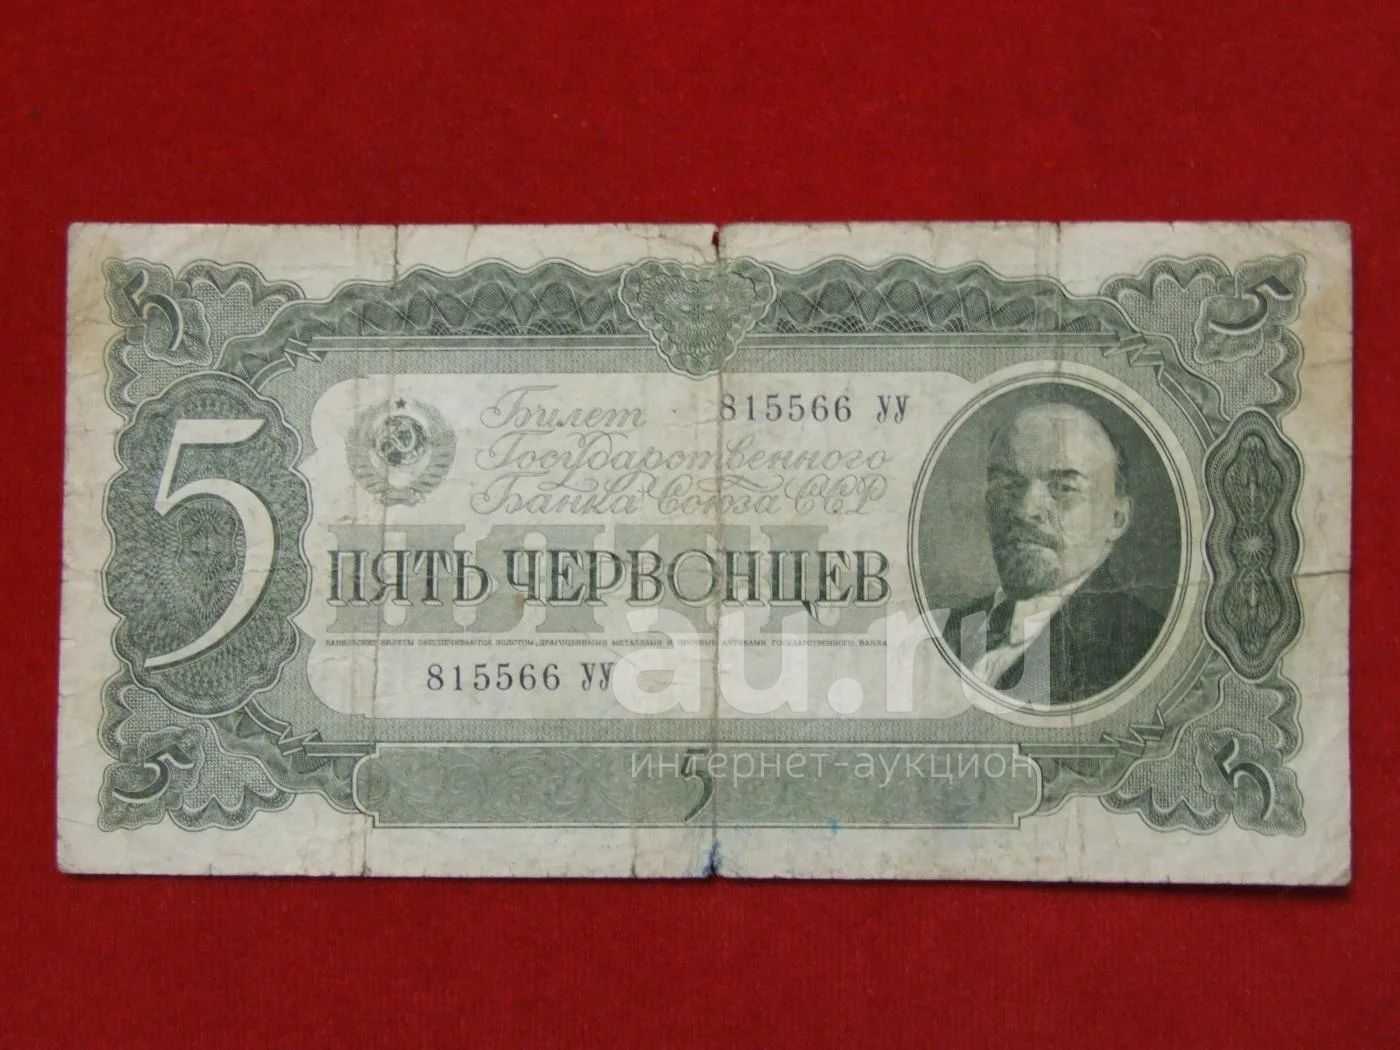 5
5
Билет
815566 УУ
Государственного
Банка Союза ССР
5
ПЯТЬ
ПЯТЬ ЧЕРВОНЦЕВ
БАНКОВСКИЕ БИЛЕТЫ ОБЕСПЕЧИВАЮТСЯ ЗОЛОТОМ, ДРАГОЦЕННЫМИ МЕТАЛЛАМИ И ПРОЧИМИ АКТИВАМИ ГОСУДАРСТВЕННОГО БАНКА
815566 УУ
au.ru
интернет-аукцион
5
5
5